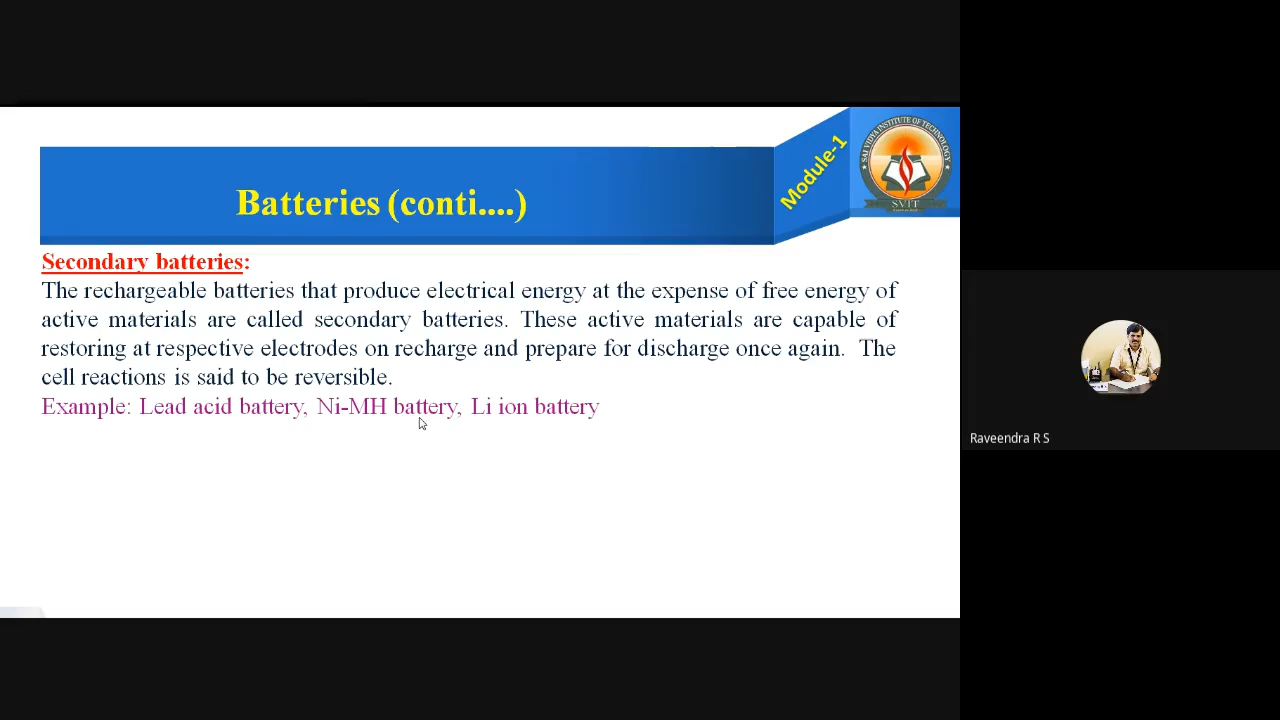 Batteries (conti....)
Module-1
SAI VIDYA INSTITUTE OF TECHNOLOGY
SVIT
Secondary batteries:
The rechargeable batteries that produce electrical energy at the expense of free energy of
active materials are called secondary batteries. These active materials are capable of
restoring at respective electrodes on recharge and prepare for discharge once again. The
cell reactions is said to be reversible.
Example: Lead acid battery, Ni-MH battery, Li ion battery
Raveendra R S